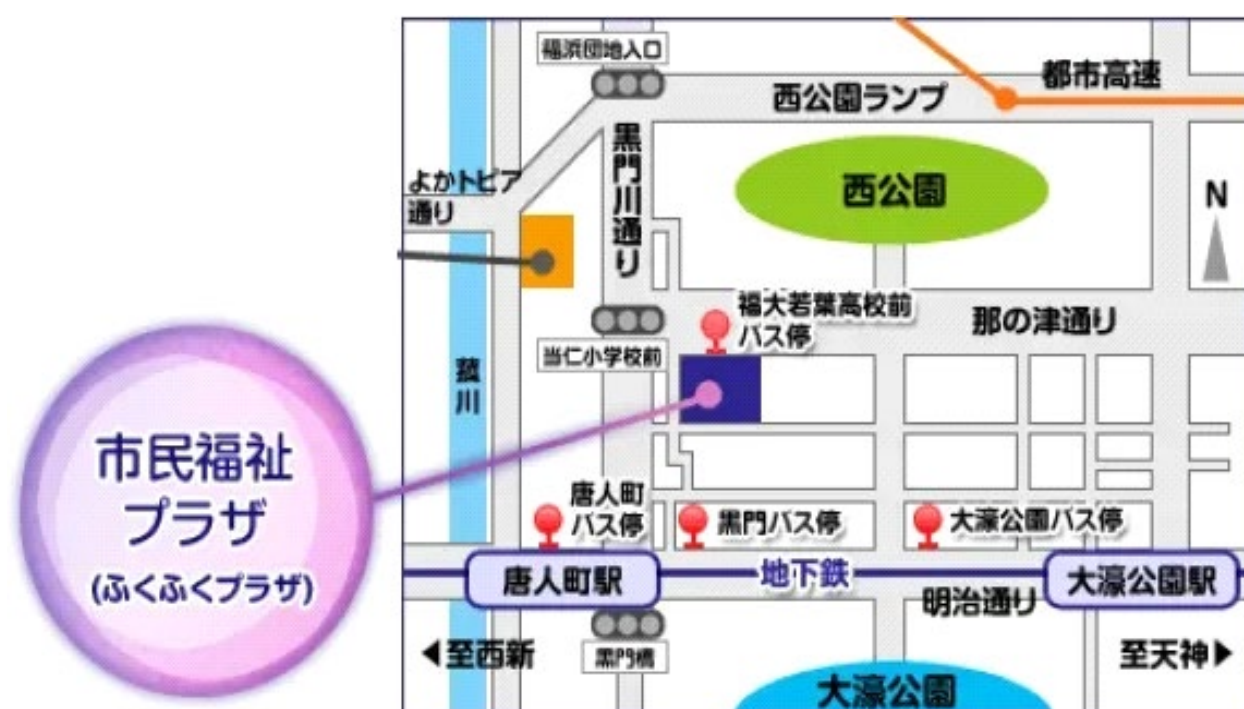 福浜団地入口
都市高速
西公園ランプ
黒門川通り
よかトピア
通り
西公園
N
福大若葉高校前
バス停
那の津通り
当仁小学校前
菰川
市民福祉
プラザ
(ふくふくプラザ)
唐人町
バス停
黒門バス停
大濠公園バス停
唐人町駅
地下鉄
大濠公園駅
明治通り
◀至西新
黒門橋
至天神▶
大濠公園